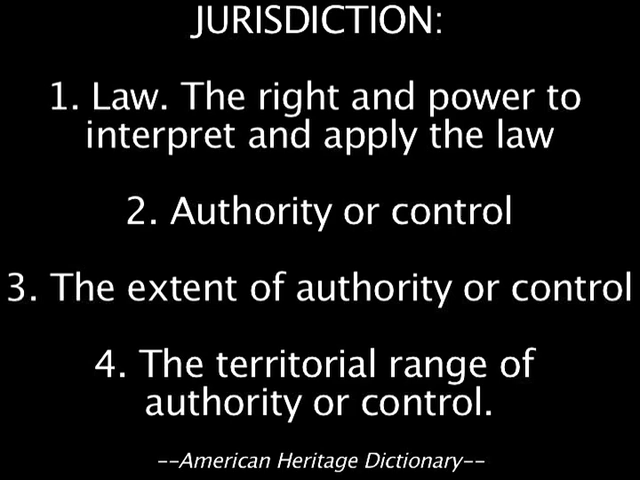 JURISDICTION:
1. Law. The right and power to
interpret and apply the law
2. Authority or control
3. The extent of authority or control
4. The territorial range of
authority or control.
--American Heritage Dictionary--